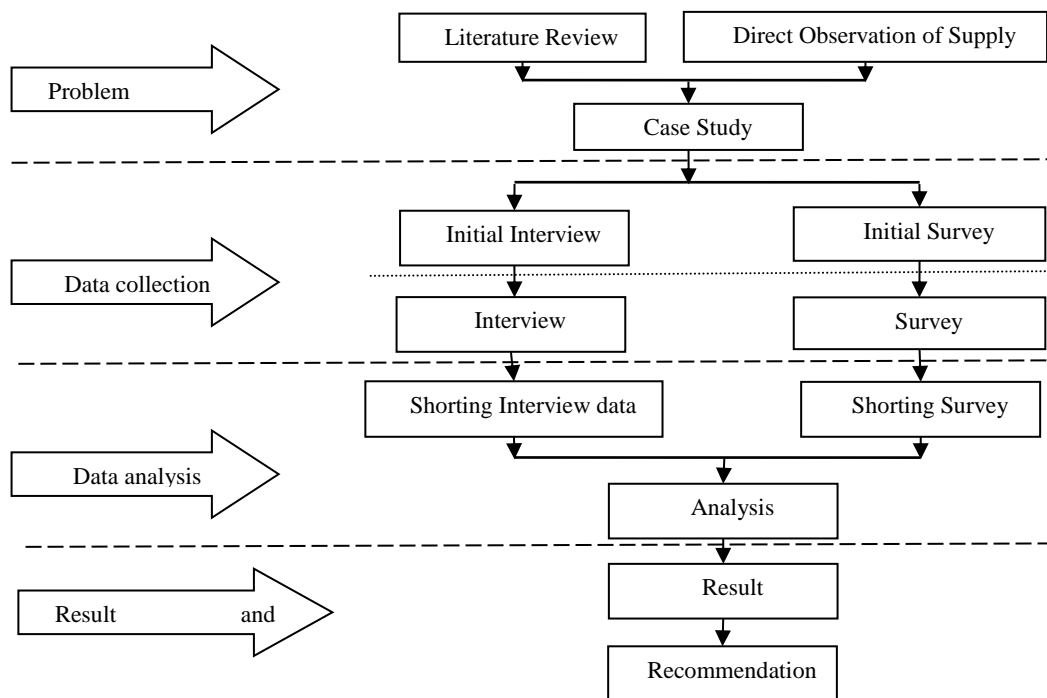 Literature Review
Direct Observation of Supply
Problem
Case Study
Initial Interview
Initial Survey
Data collection
Interview
Survey
Shorting Interview data
Shorting Survey
Data analysis
Analysis
Result and
Result
Recommendation